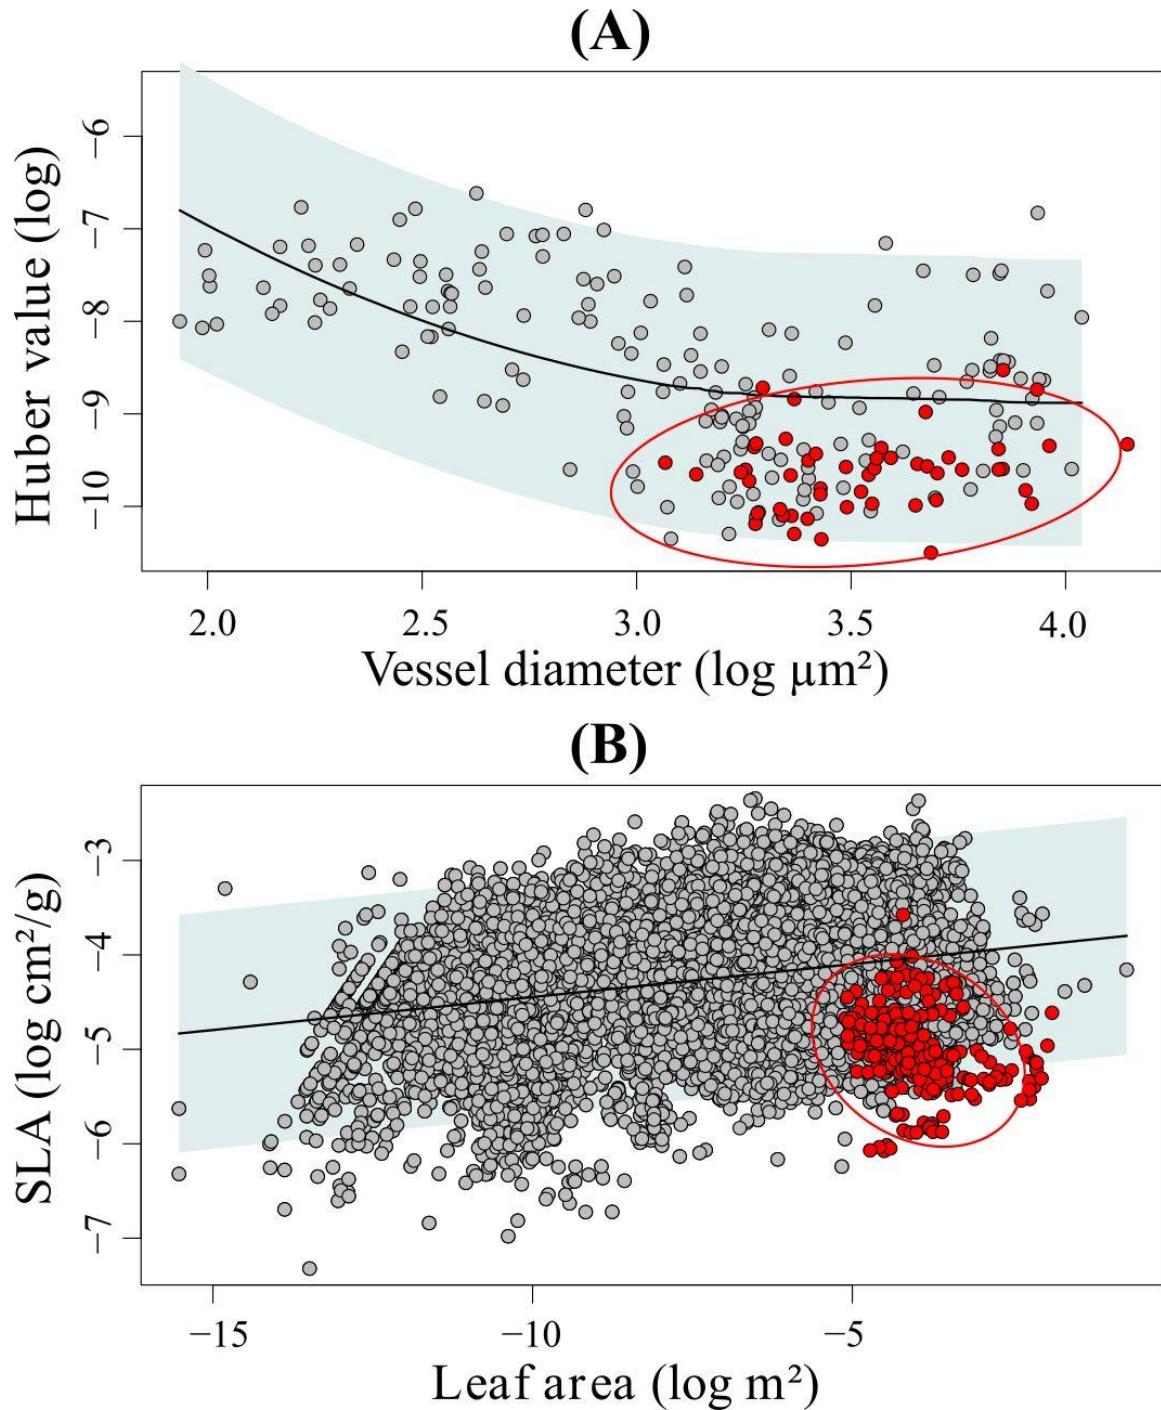 (A)
Huber value (log)
−6
−7
−8
−9
−10
2.0 2.5 3.0 3.5 4.0
Vessel diameter (log µm²)
(B)
SLA (log cm²/g)
−3
−4
−5
−6
−7
−15 −10 −5
Leaf area (log m²)